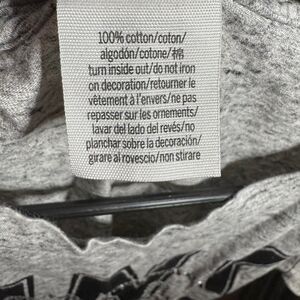 100% cotton/coton/
algodón/cotone/棉
turn inside out/do not iron
on decoration/retourner le
vêtement à l'envers/ne pas
repasser sur les ornements/
lavar del lado del revés/no
planchar sobre la decoración/
girare al rovescio/non stirare